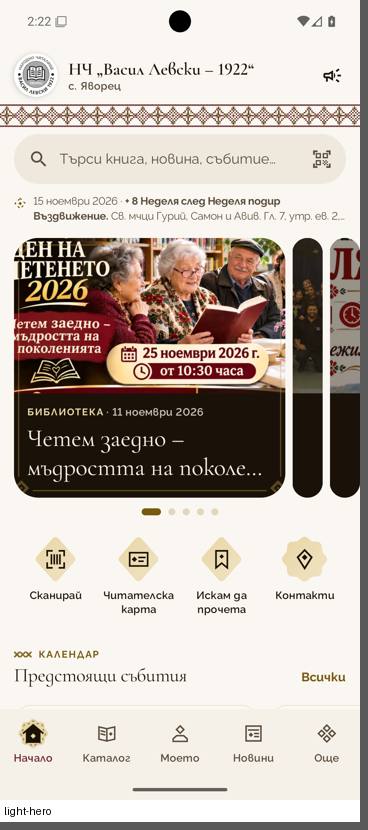 2:22
НЧ „Васил Левски – 1922“
с. Яворец
Търси книга, новина, събитие…
15 ноември 2026 · + 8 Неделя след Неделя подир
Въздвижение. Св. мчци Гурий, Самон и Авив. Гл. 7, утр. ев. 2,…
ДЕН НА
ЧЕТЕНЕТО
2026
Четем заедно –
мъдростта на
поколенията
25 ноември 2026 г.
от 10:30 часа
БИБЛИОТЕКА · 11 ноември 2026
Четем заедно –
мъдростта на поколе…
Сканирай
Читателска
карта
Искам да
прочета
Контакти
КАЛЕНДАР
Предстоящи събития
Всички
Начало
Каталог
Моето
Новини
Още
light-hero